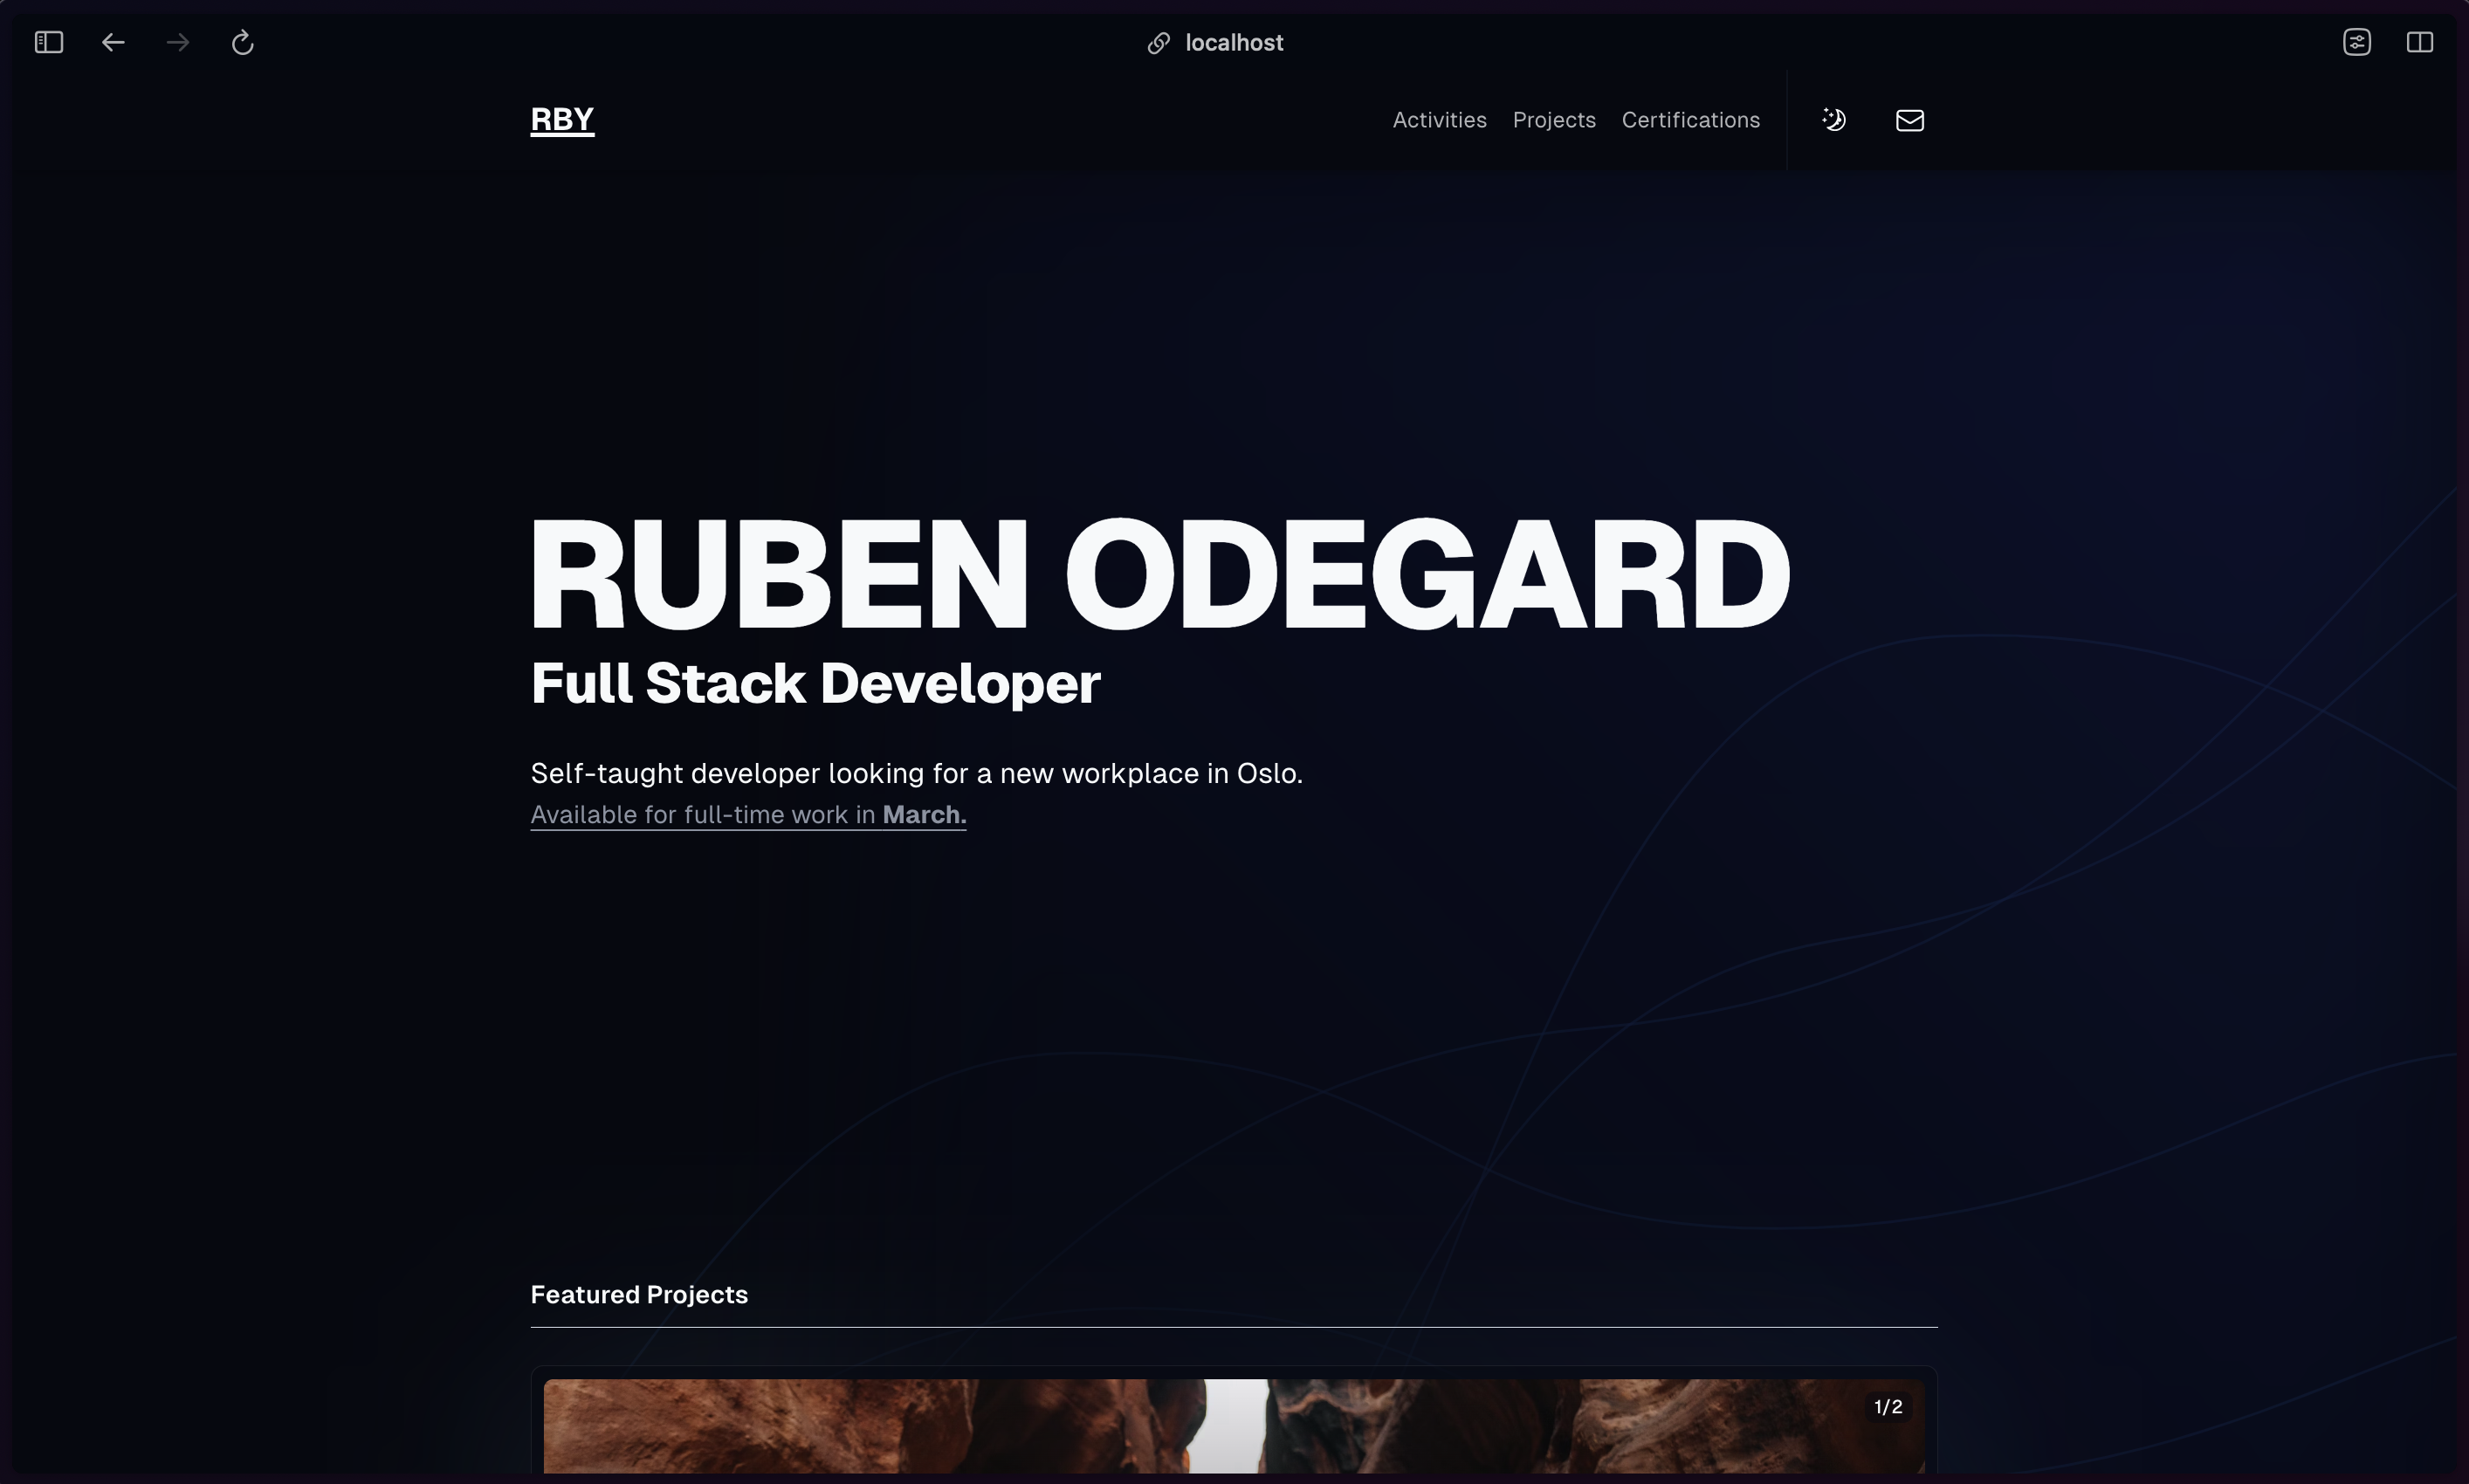 localhost
RBY
Activities Projects Certifications
RUBEN ODEGARD
Full Stack Developer
Self-taught developer looking for a new workplace in Oslo.
Available for full-time work in March.
Featured Projects
1/2